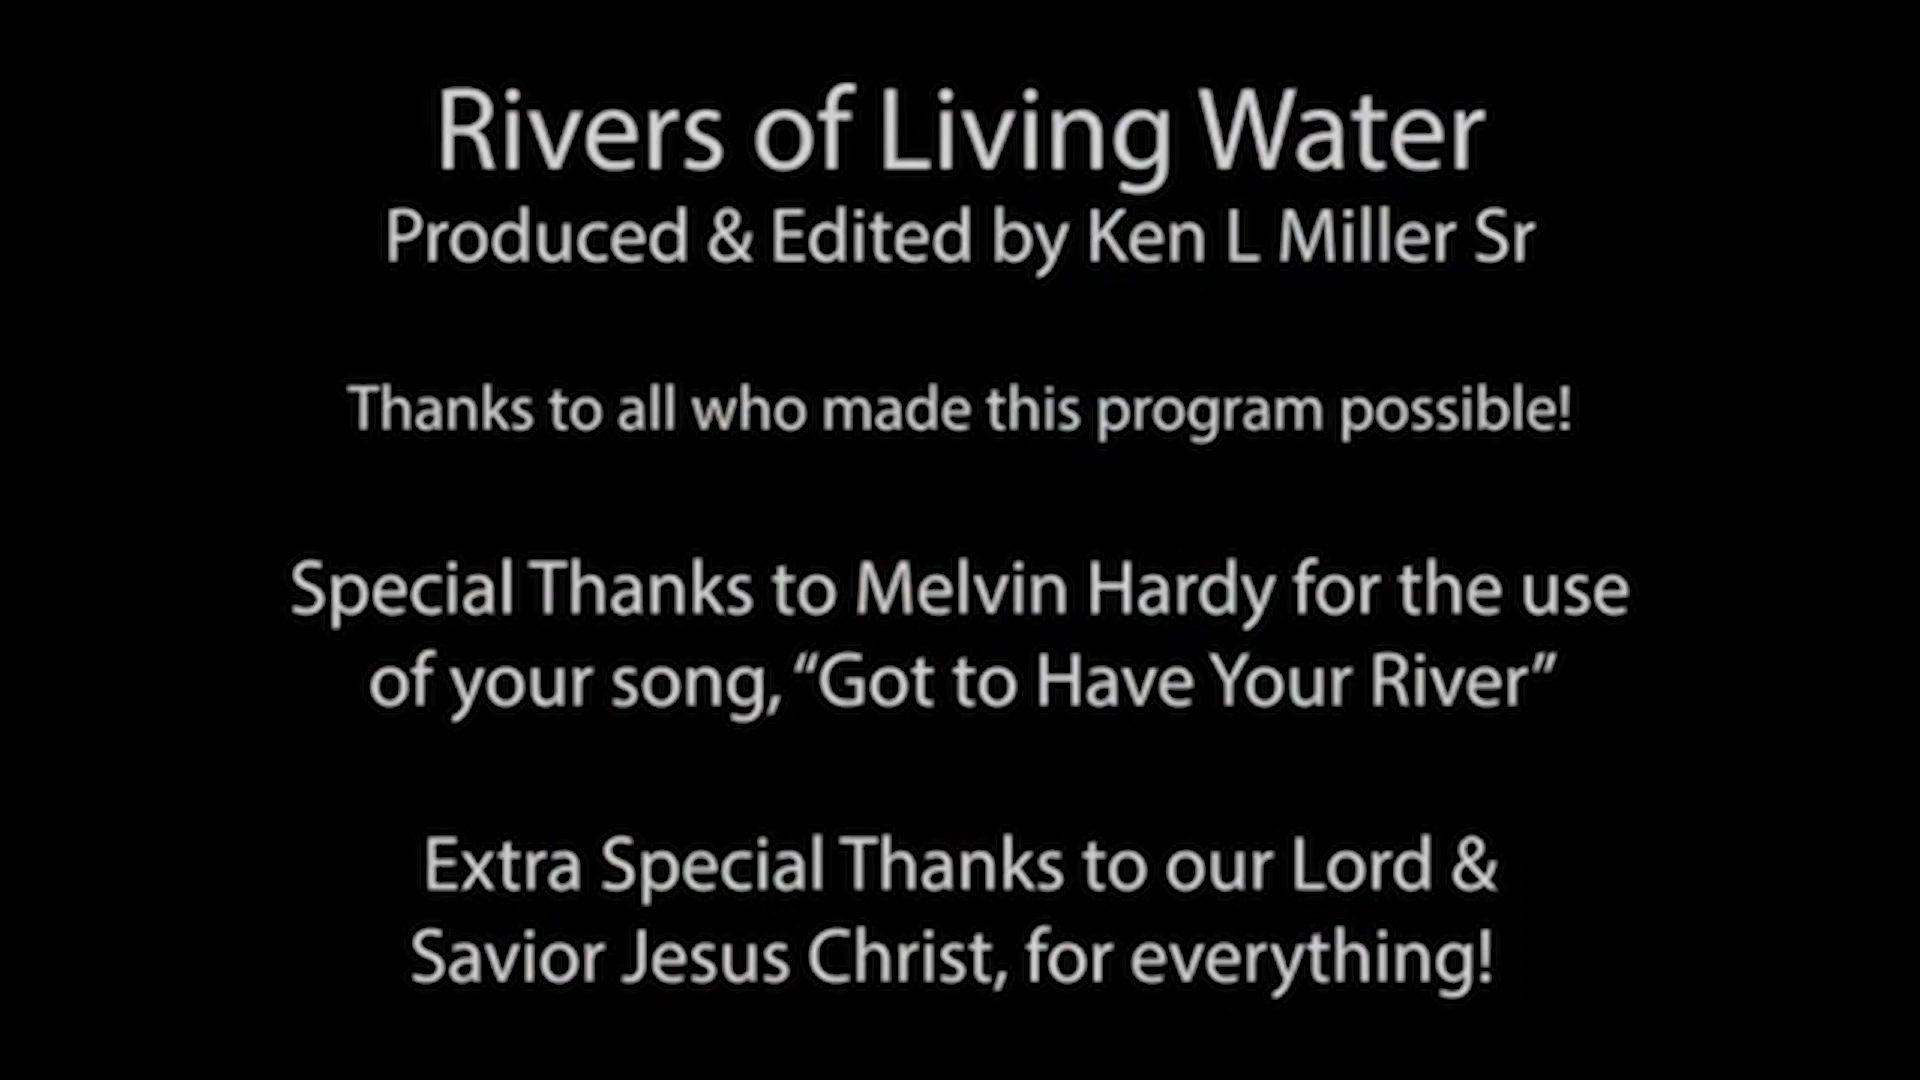 Rivers of Living Water
Produced & Edited by Ken L Miller Sr
Thanks to all who made this program possible!
Special Thanks to Melvin Hardy for the use
of your song, “Got to Have Your River”
Extra Special Thanks to our Lord &
Savior Jesus Christ, for everything!